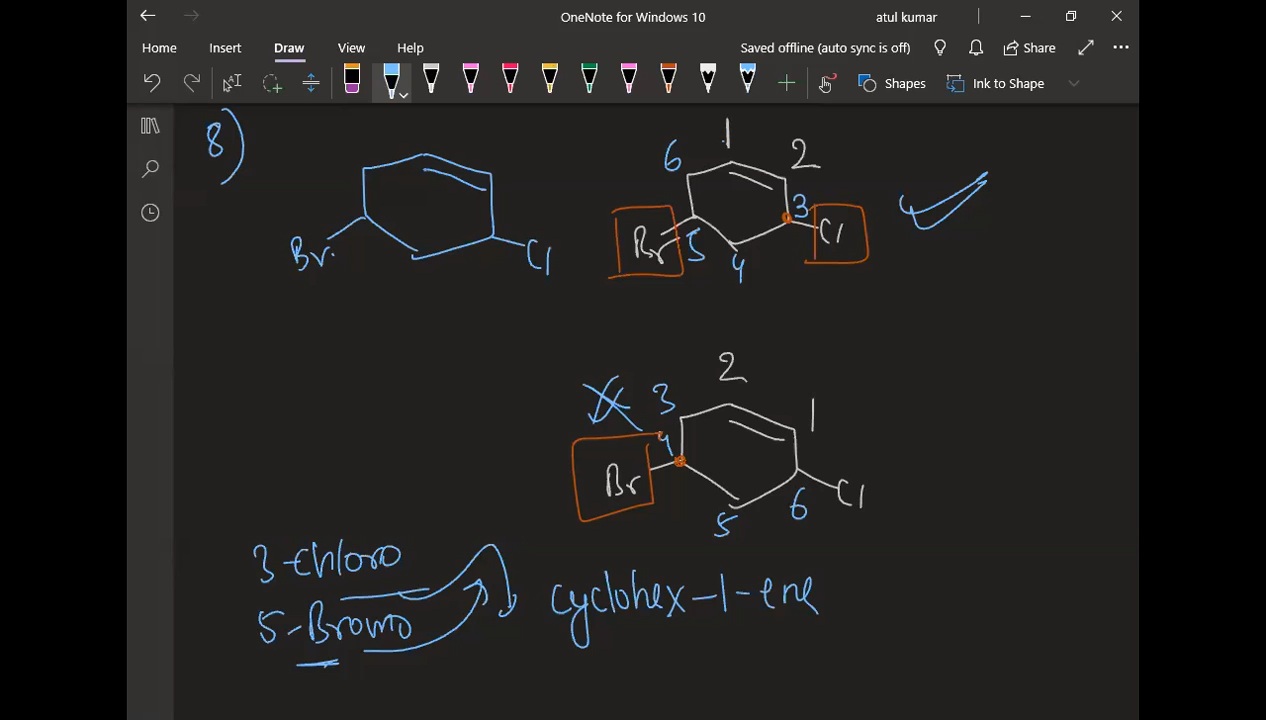 OneNote for Windows 10
atul kumar
Home Insert Draw View Help
Saved offline (auto sync is off)
Share
Shapes
Ink to Shape
8)
Br
Cl
1
6
2
3
Br
5
Cl
4
2
3
1
4
Br
Cl
6
5
3-chloro
5-Bromo
cyclohex-1-ene